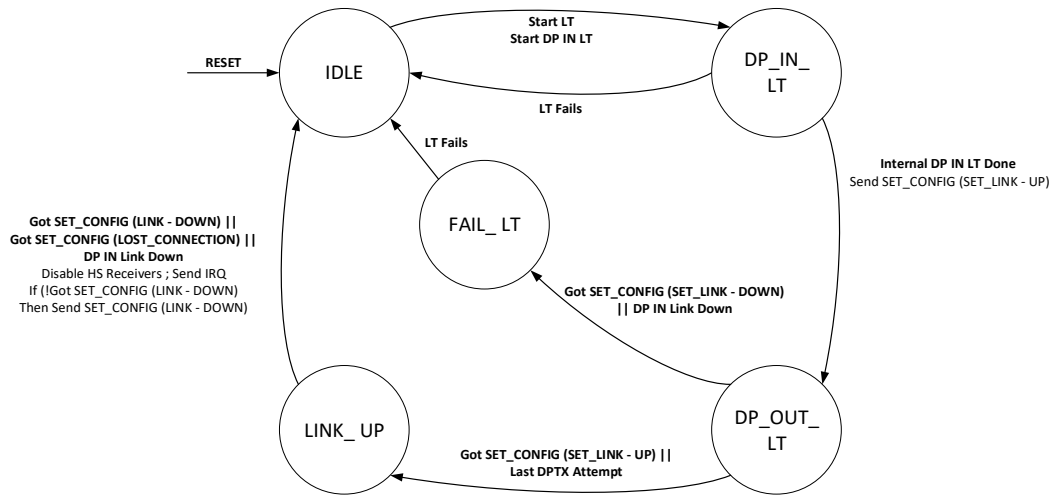 Start LT
Start DP IN LT
RESET
IDLE
DP_IN_
LT
LT Fails
LT Fails
Internal DP IN LT Done
Send SET_CONFIG (SET_LINK - UP)
FAIL_ LT
Got SET_CONFIG (LINK - DOWN) ||
Got SET_CONFIG (LOST_CONNECTION) ||
DP IN Link Down
Disable HS Receivers ; Send IRQ
If (!Got SET_CONFIG (LINK - DOWN)
Then Send SET_CONFIG (LINK - DOWN)
Got SET_CONFIG (SET_LINK - DOWN)
|| DP IN Link Down
LINK_ UP
DP_OUT_
LT
Got SET_CONFIG (SET_LINK - UP) ||
Last DPTX Attempt